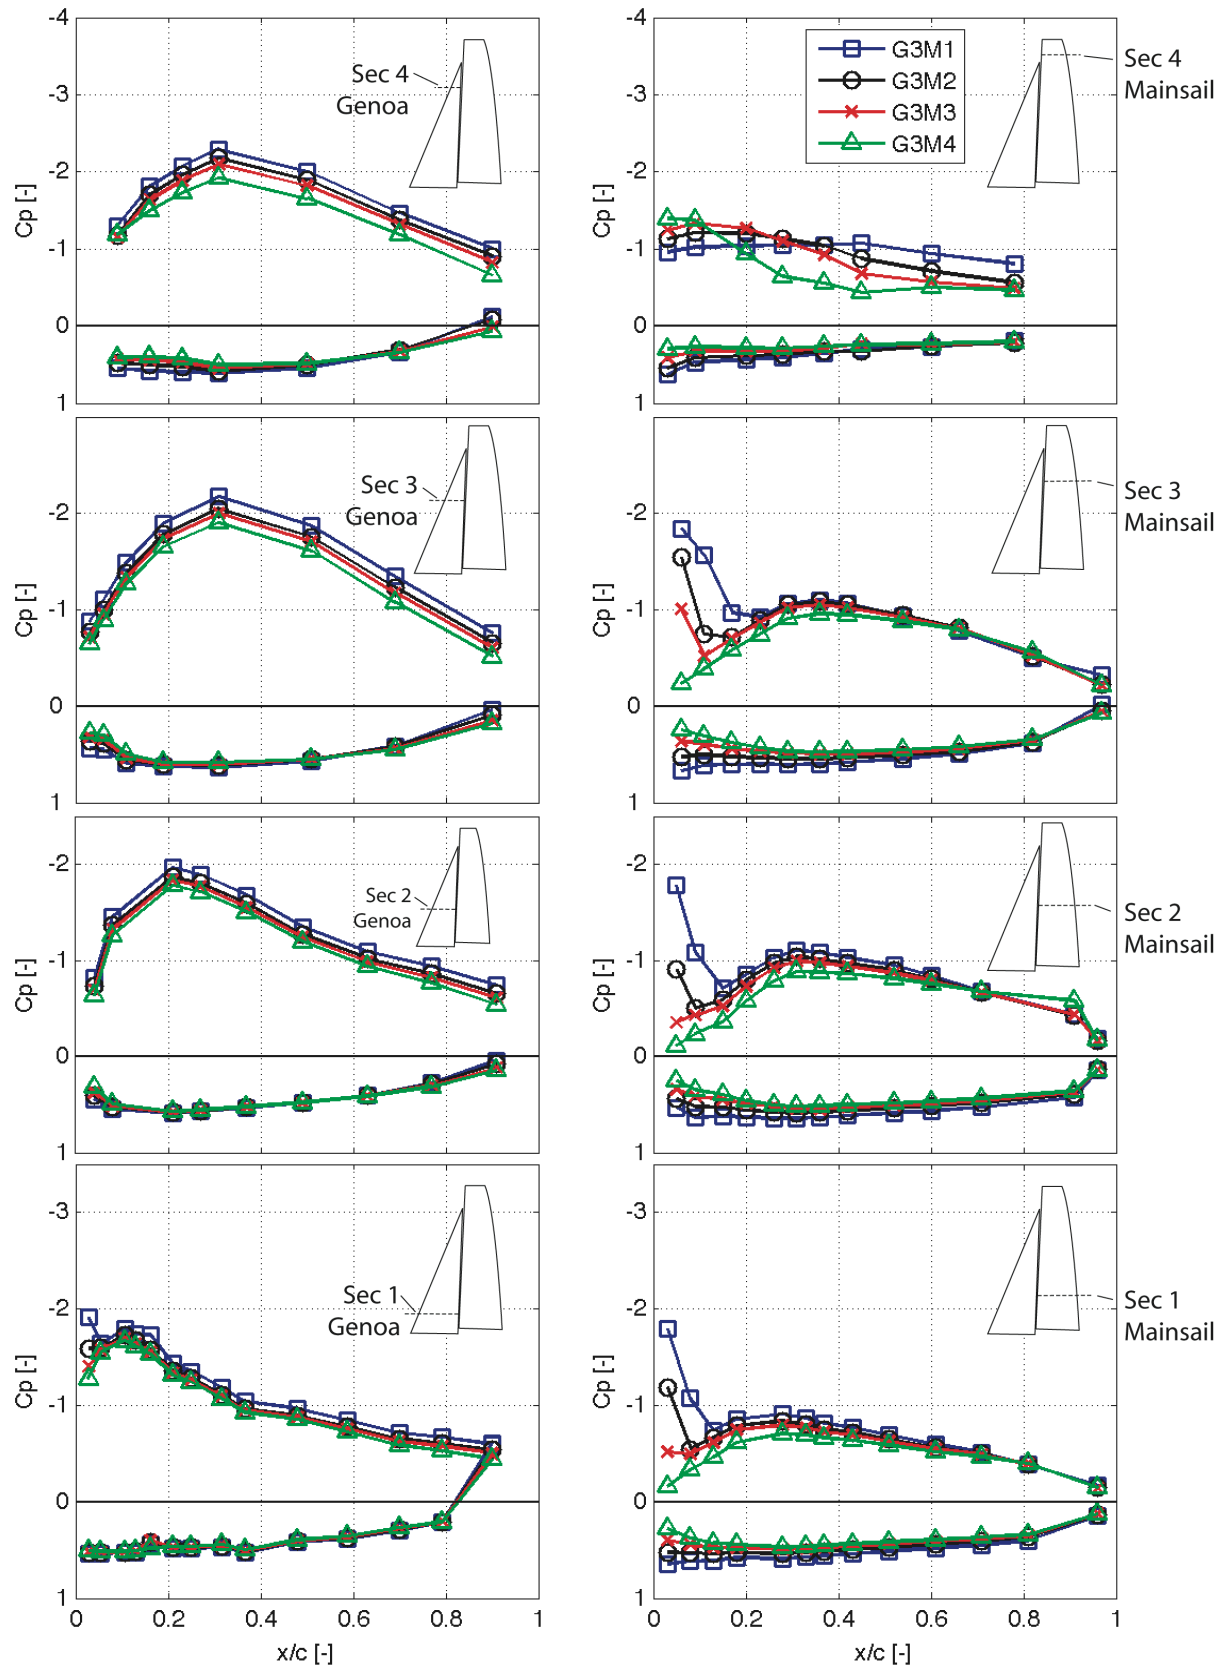 -4
-3
-2
-1
0
1
Cp [-]
Sec 4
Genoa
-4
-3
-2
-1
0
1
Cp [-]
G3M1
G3M2
G3M3
G3M4
Sec 4
Mainsail
-2
-1
0
1
Cp [-]
Sec 3
Genoa
-2
-1
0
1
Cp [-]
Sec 3
Mainsail
-2
-1
0
1
Cp [-]
Sec 2
Genoa
-2
-1
0
1
Cp [-]
Sec 2
Mainsail
-3
-2
-1
0
1
Cp [-]
Sec 1
Genoa
0 0.2 0.4 0.6 0.8 1
x/c [-]
-3
-2
-1
0
1
Cp [-]
Sec 1
Mainsail
0 0.2 0.4 0.6 0.8 1
x/c [-]